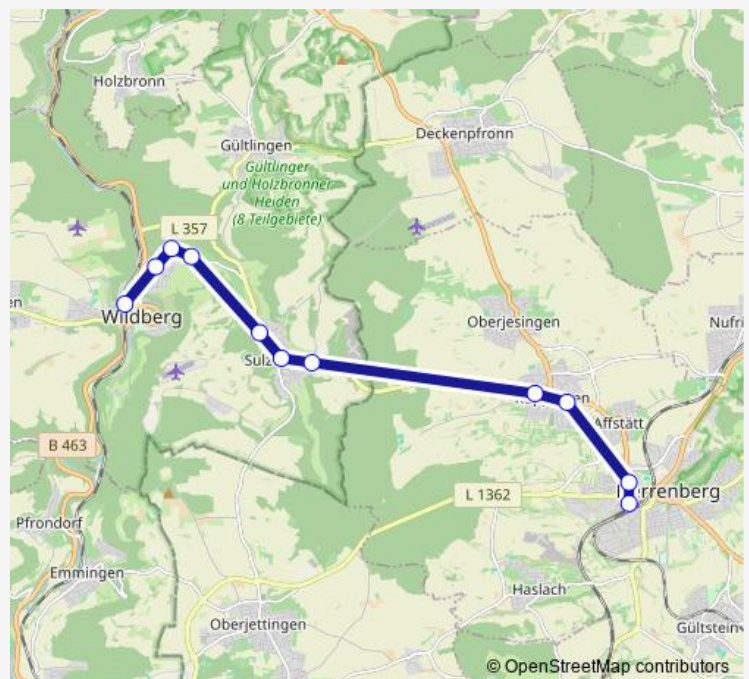 Holzbronn
Deckenpfronn
Gültlingen
Gültlinger
und Holzbronner
Heiden
(8 Teilgebiete)
L 357
Wildberg
Oberjesingen
Nufri
Sulz
Affstätt
B 463
L 1362
Pfrondorf
Emmingen
Haslach
Oberjettingen
Gültstein
© OpenStreetMap contributors